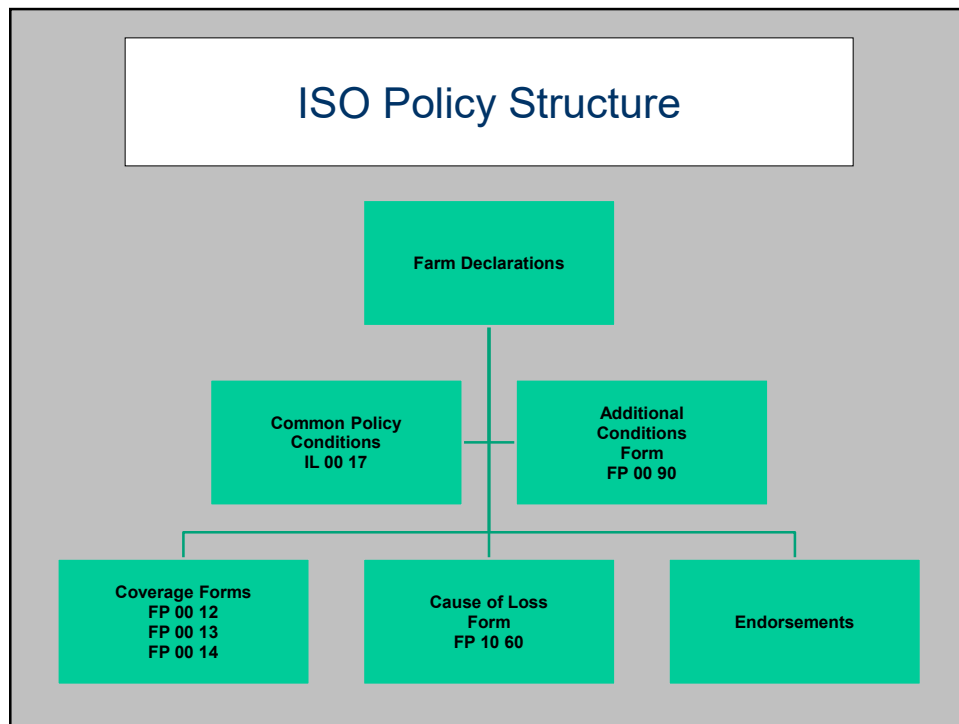 ISO Policy Structure
Farm Declarations
Common Policy
Conditions
IL 00 17
Additional
Conditions
Form
FP 00 90
Coverage Forms
FP 00 12
FP 00 13
FP 00 14
Cause of Loss
Form
FP 10 60
Endorsements